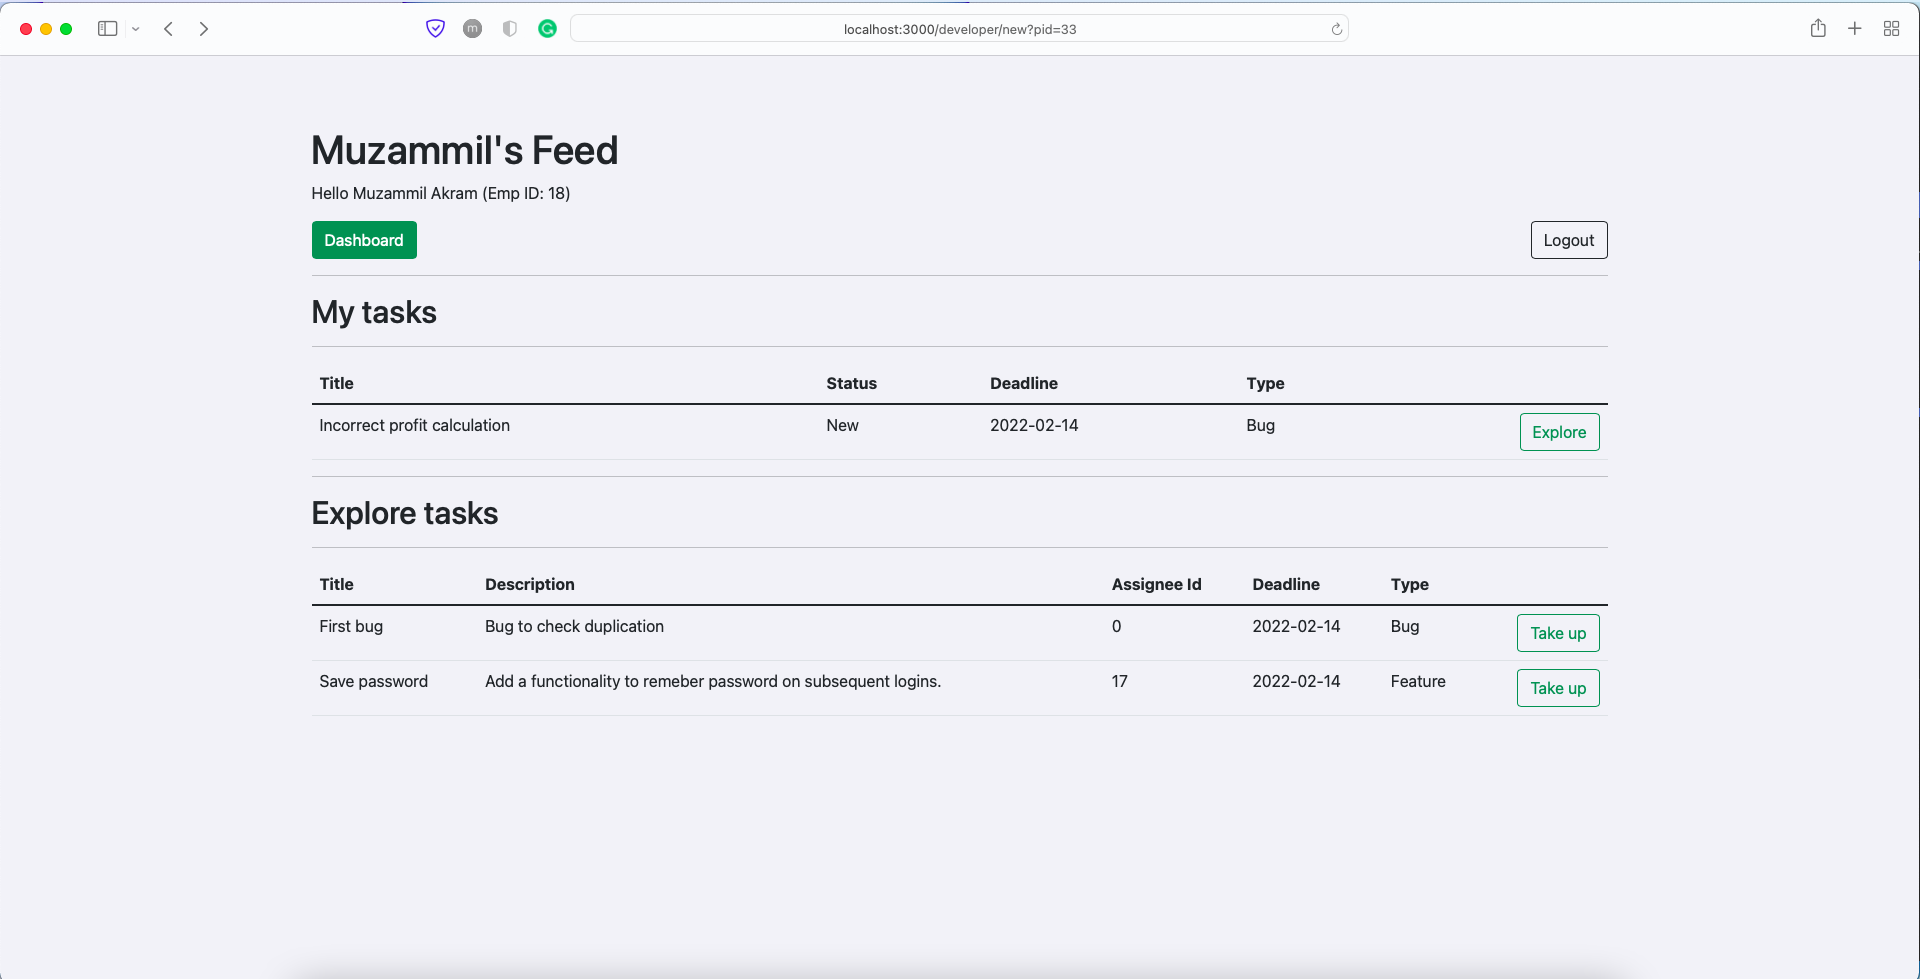 m
localhost:3000/developer/new?pid=33
Muzammil's Feed
Hello Muzammil Akram (Emp ID: 18)
Dashboard Logout
My tasks
Title Status Deadline Type
Incorrect profit calculation New 2022-02-14 Bug Explore
Explore tasks
Title Description Assignee Id Deadline Type
First bug Bug to check duplication 0 2022-02-14 Bug Take up
Save password Add a functionality to remeber password on subsequent logins. 17 2022-02-14 Feature Take up